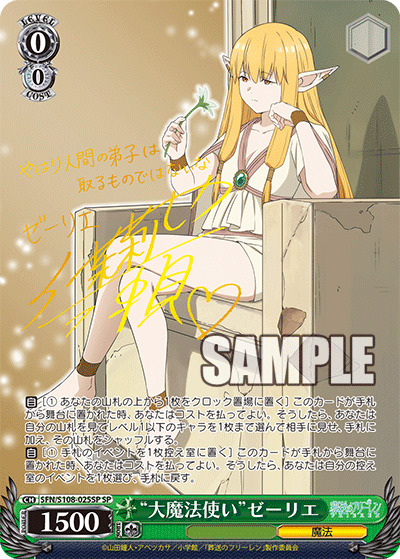 LEVEL
0
0
COST
やはり人間の弟子は
取るものではないな
ゼーリエ
SAMPLE
自【① あなたの山札の上から1枚をクロック置場に置く】このカードが手札
から舞台に置かれた時、あなたはコストを払ってよい。そうしたら、あなたは
自分の山札を見てレベル1以下のキャラを1枚まで選んで相手に見せ、手札
に加え、その山札をシャッフルする。
自【① 手札のイベントを1枚控え室に置く】このカードが手札から舞台に
置かれた時、あなたはコストを払ってよい。そうしたら、あなたは自分の控え
室のイベントを1枚選び、手札に戻す。
CH SFN/S108-025SP SP
POWER
1500
“大魔法使い”ゼーリエ
葬送のフリーレン
魔法
©山田鐘人・アベツカサ/小学館/「葬送のフリーレン」製作委員会